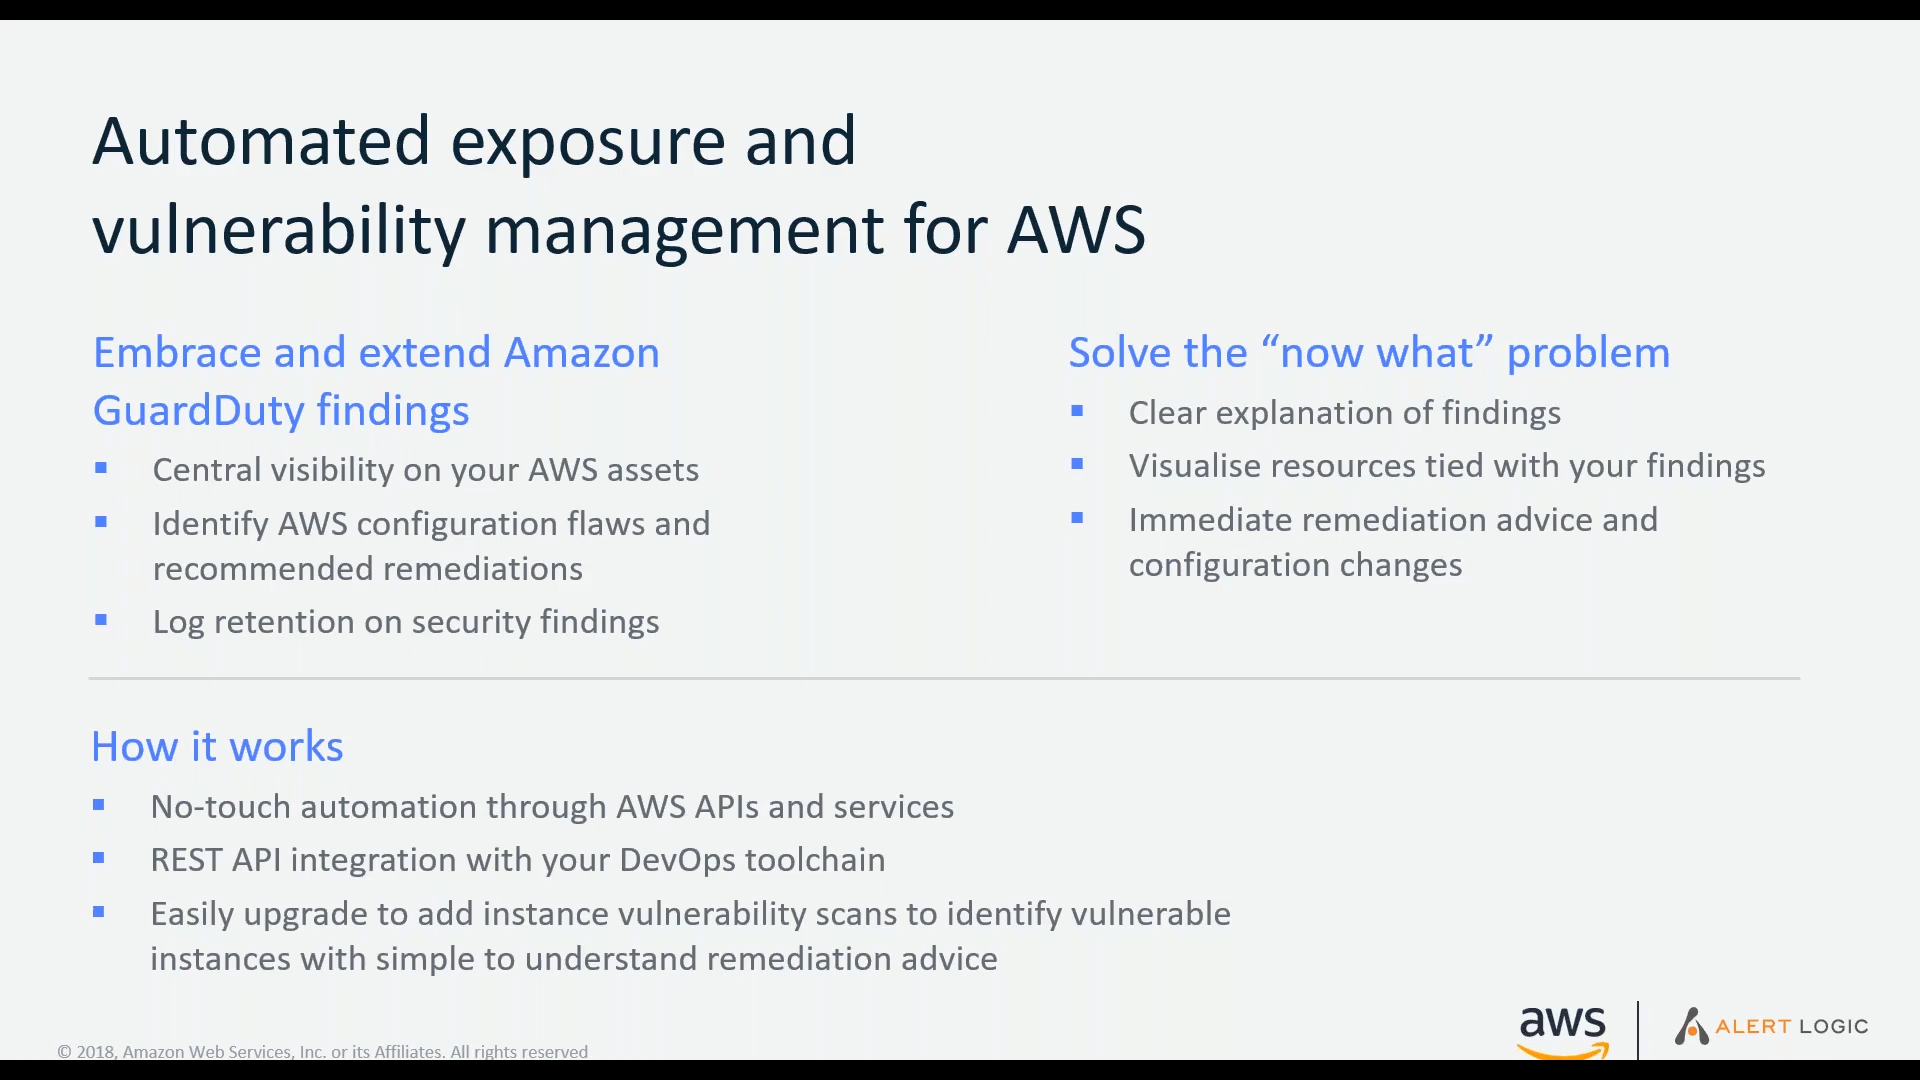 Automated exposure and
vulnerability management for AWS
Embrace and extend Amazon
GuardDuty findings
Central visibility on your AWS assets
Identify AWS configuration flaws and
recommended remediations
Log retention on security findings
Solve the “now what” problem
Clear explanation of findings
Visualise resources tied with your findings
Immediate remediation advice and
configuration changes
How it works
No-touch automation through AWS APIs and services
REST API integration with your DevOps toolchain
Easily upgrade to add instance vulnerability scans to identify vulnerable
instances with simple to understand remediation advice
© 2018, Amazon Web Services, Inc. or its Affiliates. All rights reserved
aws
ALERT LOGIC